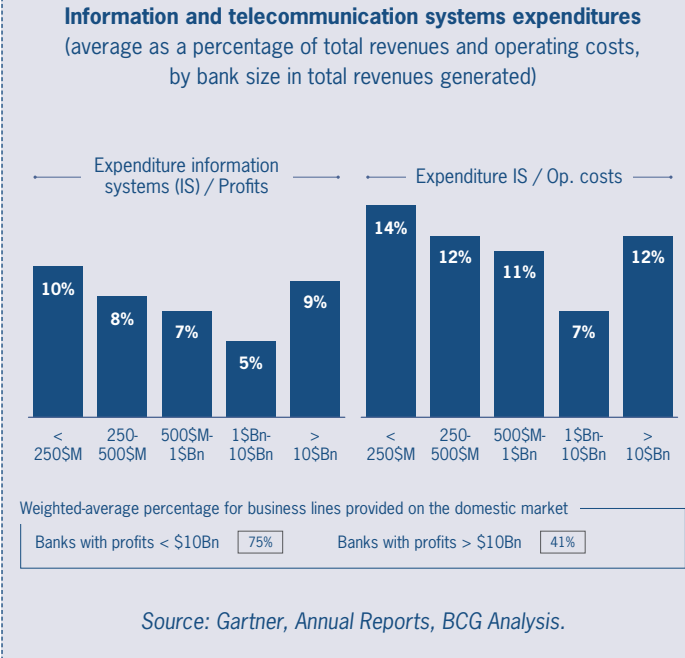 Information and telecommunication systems expenditures
(average as a percentage of total revenues and operating costs,
by bank size in total revenues generated)
Expenditure information
systems (IS) / Profits
10%
8%
7%
5%
9%
<
250$M
250-
500$M
500$M-
1$Bn
1$Bn-
10$Bn
>
10$Bn
Expenditure IS / Op. costs
14%
12%
11%
7%
12%
<
250$M
250-
500$M
500$M-
1$Bn
1$Bn-
10$Bn
>
10$Bn
Weighted-average percentage for business lines provided on the domestic market
Banks with profits < $10Bn 75% Banks with profits > $10Bn 41%
Source: Gartner, Annual Reports, BCG Analysis.